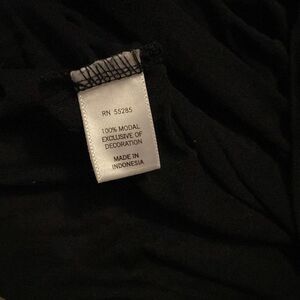 RN 55285
100% MODAL
EXCLUSIVE OF
DECORATION
MADE IN
INDONESIA